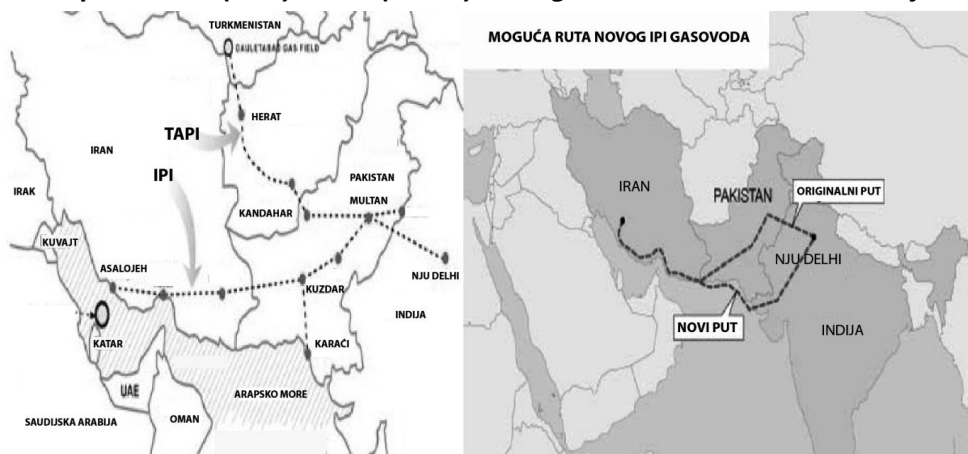 TURKMENISTAN
DAULETABAD GAS FIELD
HERAT
TAPI
IRAN
IPI
PAKISTAN
IRAK
MULTAN
KANDAHAR
KUVAJT
ASALOJEH
NJU DELHI
KUZDAR
INDIJA
KATAR
KARAĆI
UAE
ARAPSKO MORE
OMAN
SAUDIJSKA ARABIJA
MOGUĆA RUTA NOVOG IPI GASOVODA
IRAN
PAKISTAN
ORIGINALNI PUT
NJU DELHI
NOVI PUT
INDIJA